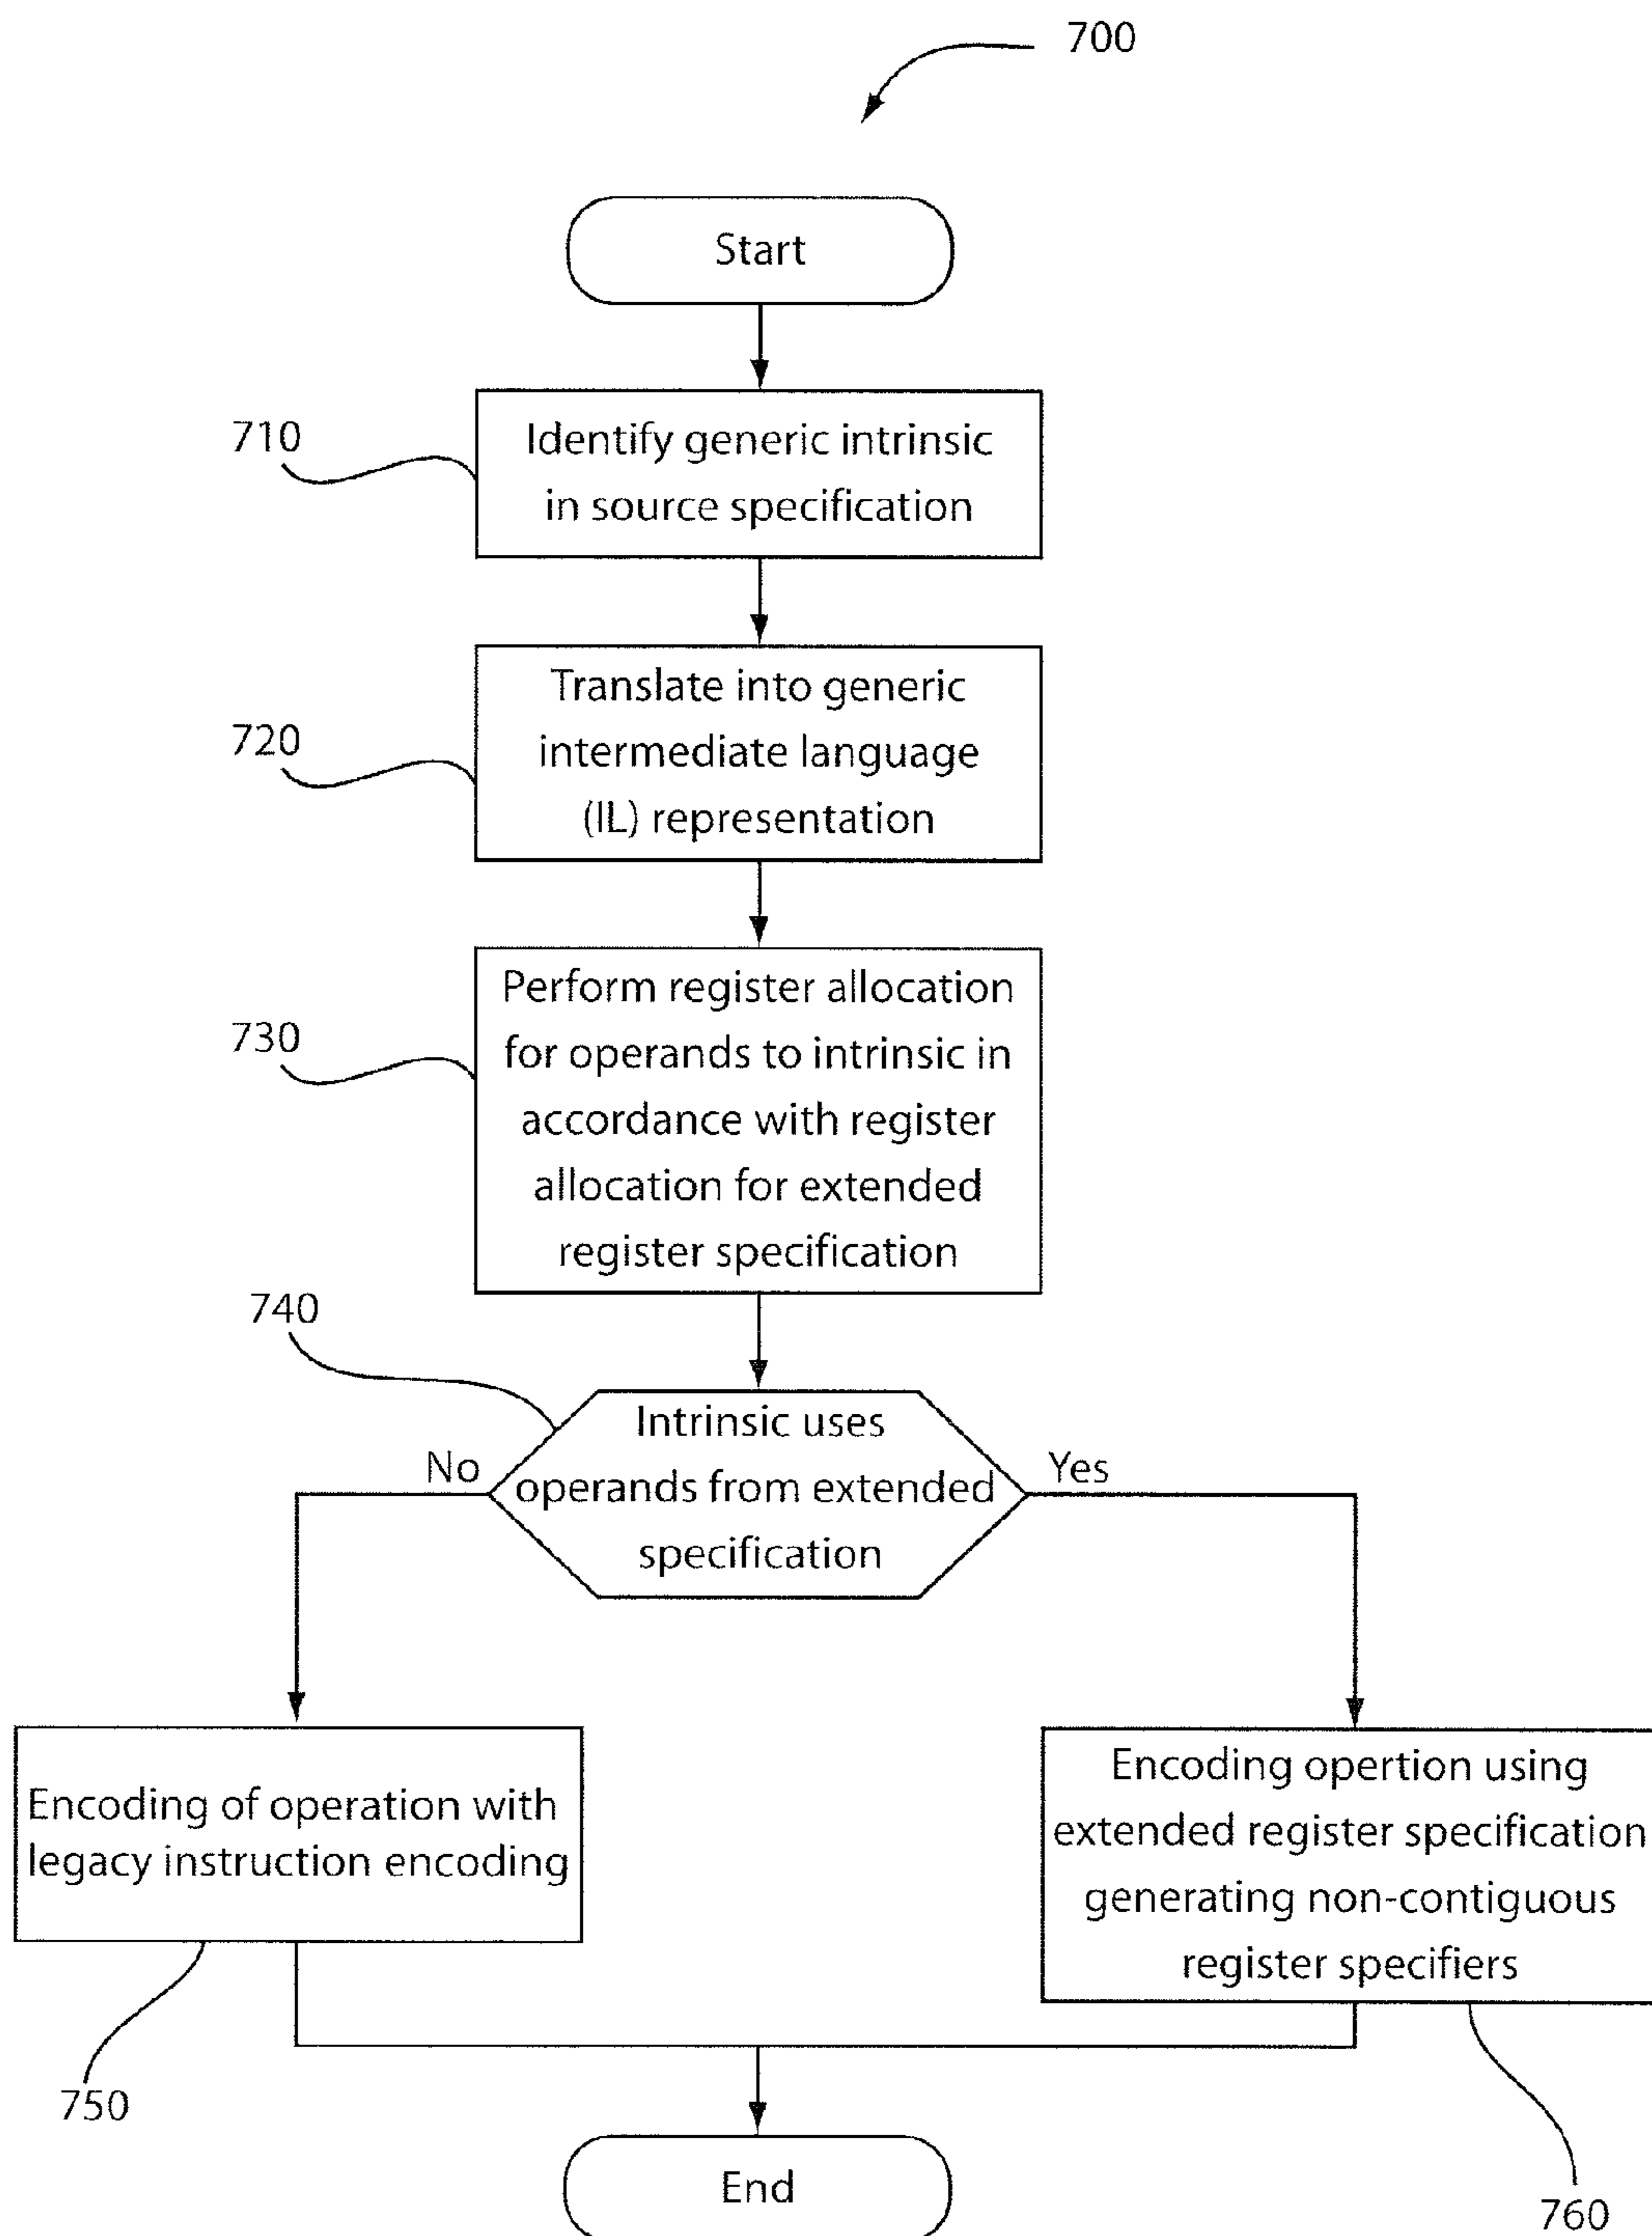 700
Start
710
Identify generic intrinsic
in source specification
720
Translate into generic
intermediate language
(IL) representation
730
Perform register allocation
for operands to intrinsic in
accordance with register
allocation for extended
register specification
740
Intrinsic uses
operands from extended
specification
No
Yes
Encoding of operation with
legacy instruction encoding
750
Encoding opertion using
extended register specification
generating non-contiguous
register specifiers
760
End